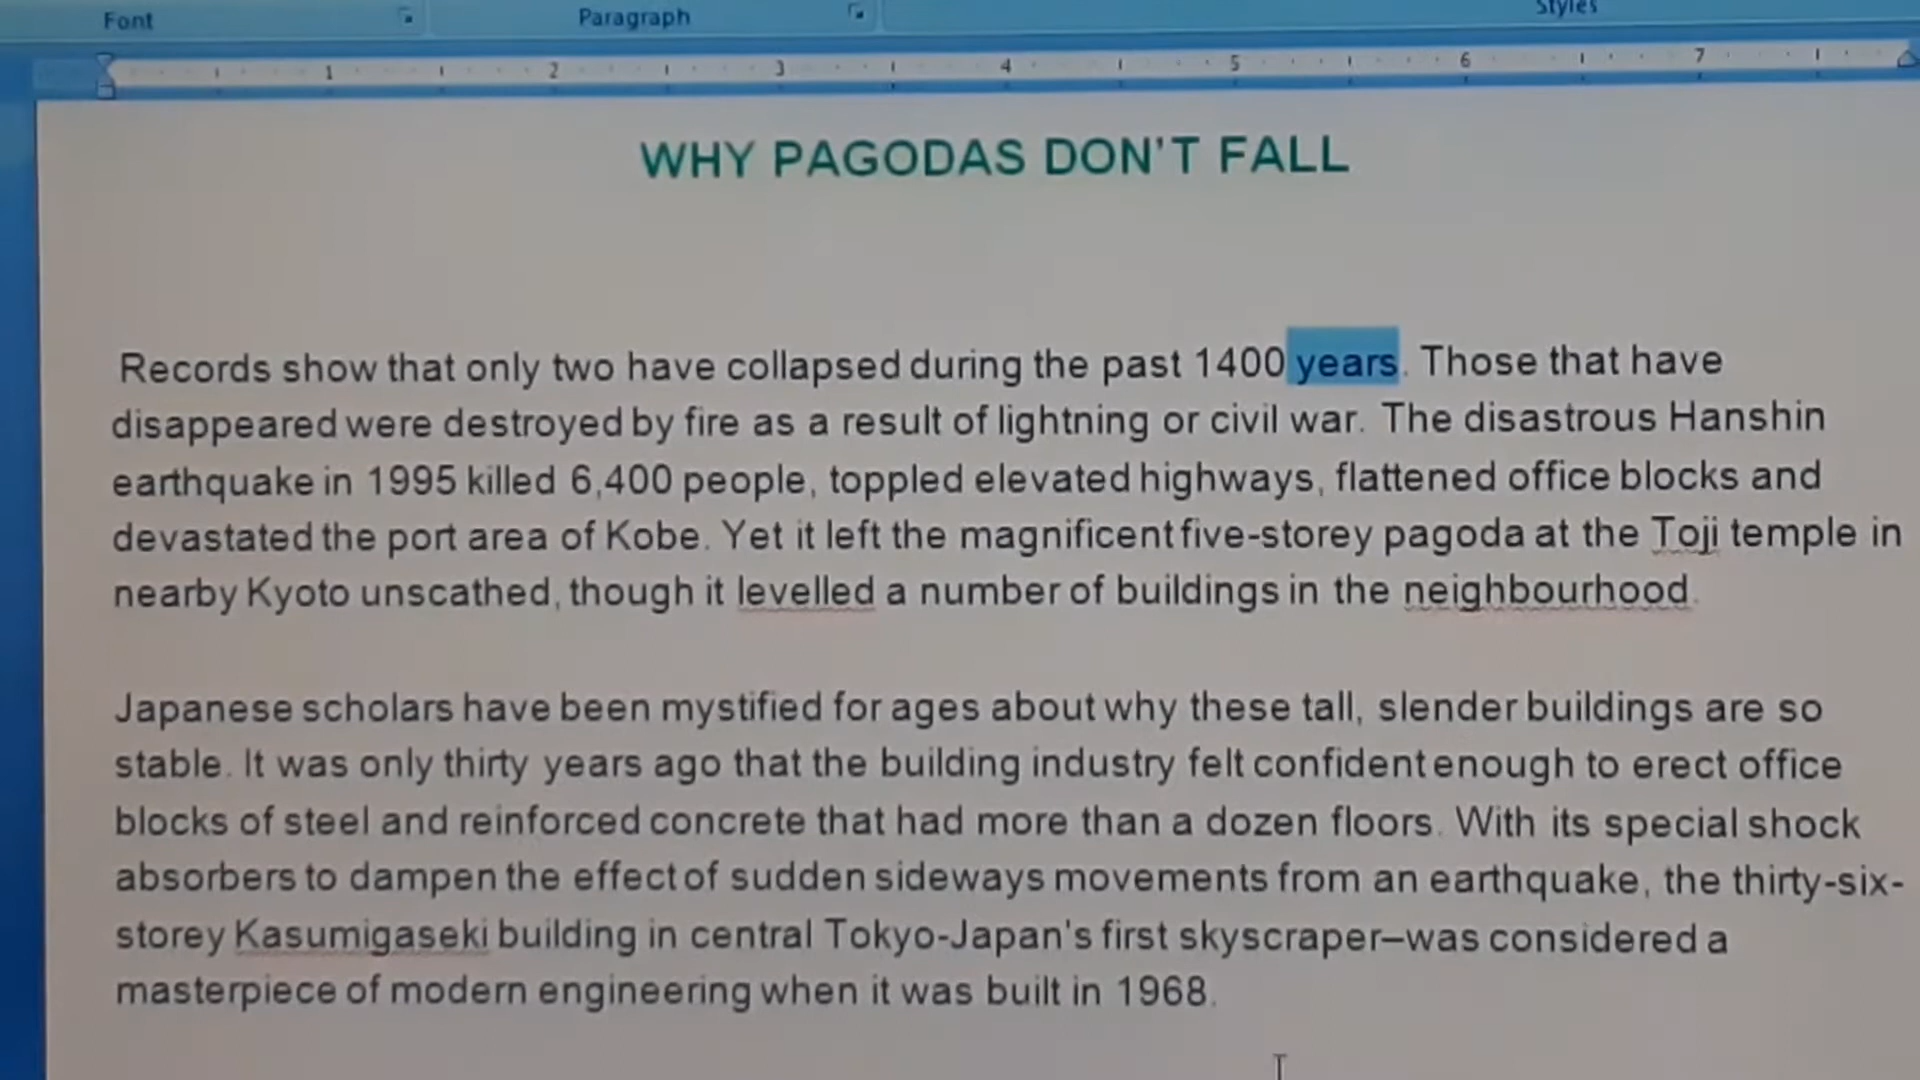 Font Paragraph Styles
1 2 3 4 5 6 7
WHY PAGODAS DON'T FALL
Records show that only two have collapsed during the past 1400 years. Those that have
disappeared were destroyed by fire as a result of lightning or civil war. The disastrous Hanshin
earthquake in 1995 killed 6,400 people, toppled elevated highways, flattened office blocks and
devastated the port area of Kobe. Yet it left the magnificent five-storey pagoda at the Toji temple in
nearby Kyoto unscathed, though it levelled a number of buildings in the neighbourhood.
Japanese scholars have been mystified for ages about why these tall, slender buildings are so
stable. It was only thirty years ago that the building industry felt confident enough to erect office
blocks of steel and reinforced concrete that had more than a dozen floors. With its special shock
absorbers to dampen the effect of sudden sideways movements from an earthquake, the thirty-six-
storey Kasumigaseki building in central Tokyo-Japan's first skyscraper–was considered a
masterpiece of modern engineering when it was built in 1968.